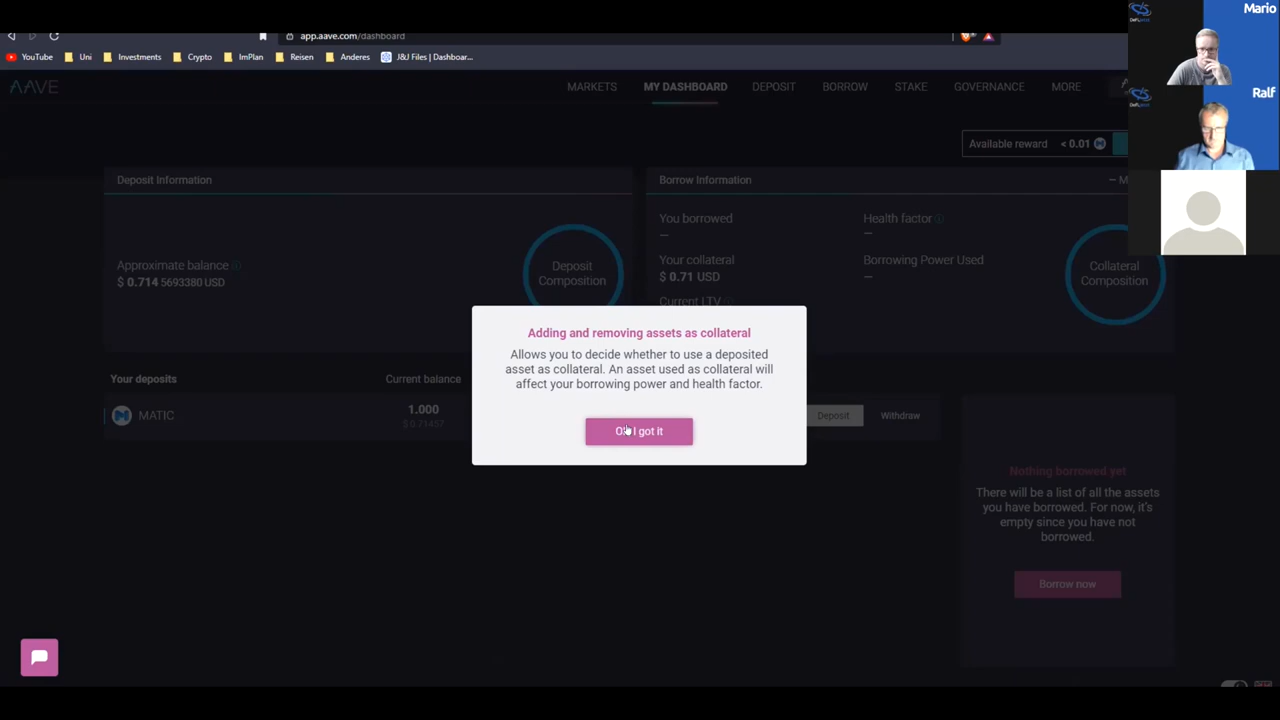 Mario
app.aave.com/dashboard
YouTube Uni Investments Crypto ImPlan Reisen Anderes J&J Files | Dashboar...
AAVE MARKETS MY DASHBOARD DEPOSIT BORROW STAKE GOVERNANCE MORE
Ralf
Available reward < 0.01
Deposit Information
Borrow Information
— M
You borrowed Health factor
— —
Approximate balance
$ 0.714 5693380 USD
Deposit
Composition
Your collateral Borrowing Power Used
$ 0.71 USD —
Collateral
Composition
Current LTV
Adding and removing assets as collateral
Allows you to decide whether to use a deposited
asset as collateral. An asset used as collateral will
affect your borrowing power and health factor.
I got it
Your deposits Current balance
MATIC 1.000
$ 0.71457
Deposit Withdraw
Nothing borrowed yet
There will be a list of all the assets
you have borrowed. For now, it's
empty since you have not
borrowed.
Borrow now